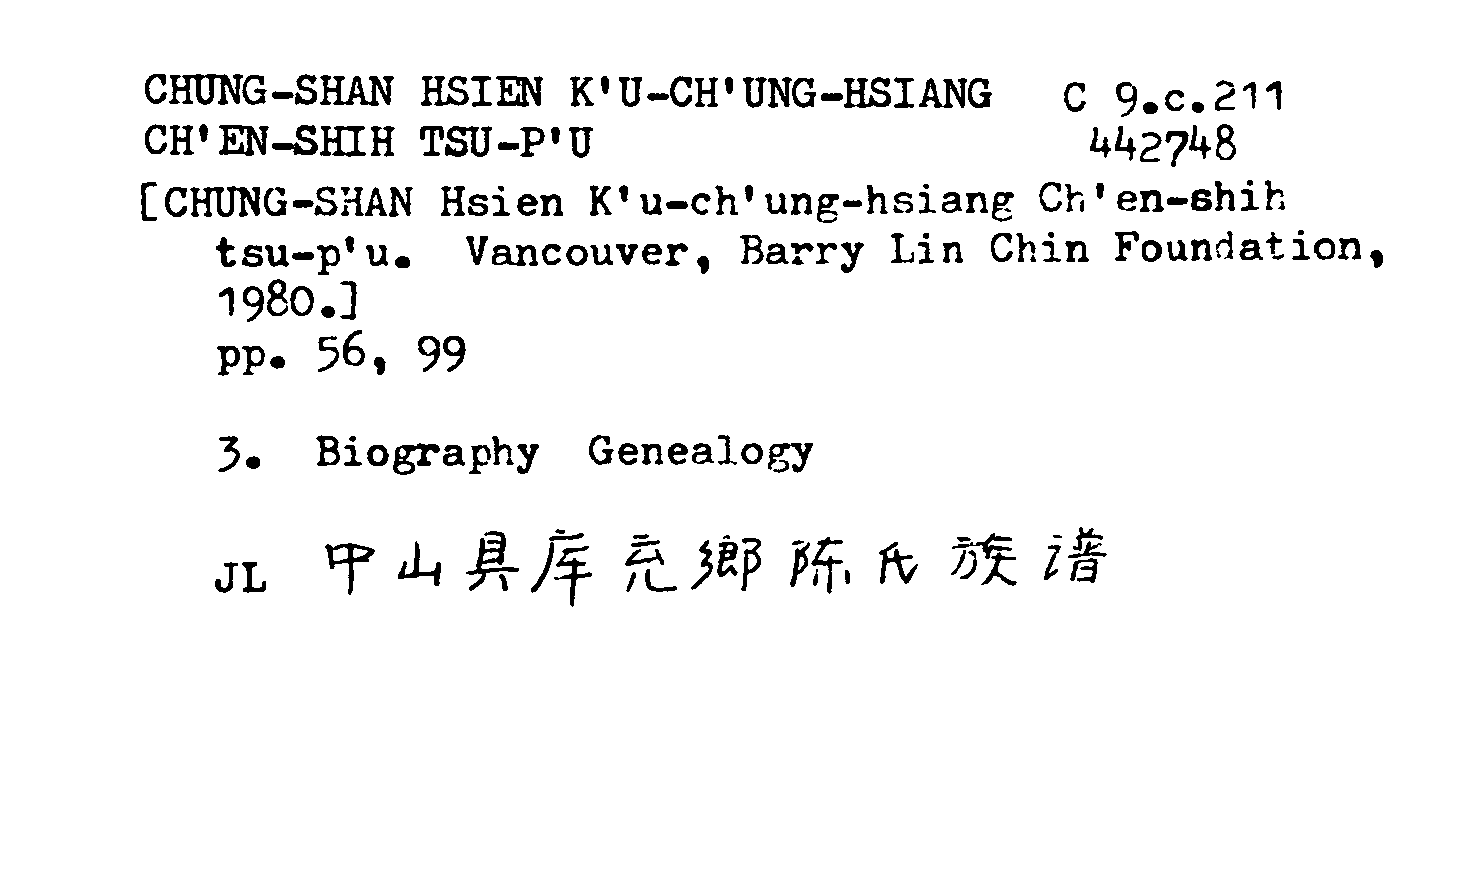 CHUNG-SHAN HSIEN K'U-CH'UNG-HSIANG C 9.c.211
CH'EN-SHIH TSU-P'U 442748
[CHUNG-SHAN Hsien K'u-ch'ung-hsiang Ch'en-shih
tsu-p'u. Vancouver, Barry Lin Chin Foundation,
1980.]
pp. 56, 99
3. Biography Genealogy
JL 中山县库充鄉陈氏族谱